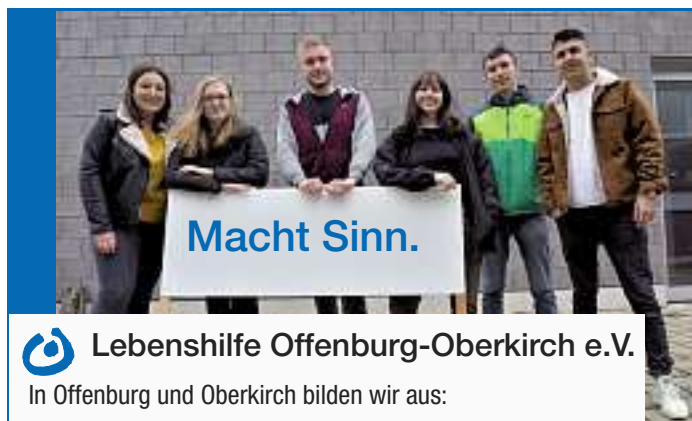 Macht Sinn.
Lebenshilfe Offenburg-Oberkirch e.V.
In Offenburg und Oberkirch bilden wir aus: